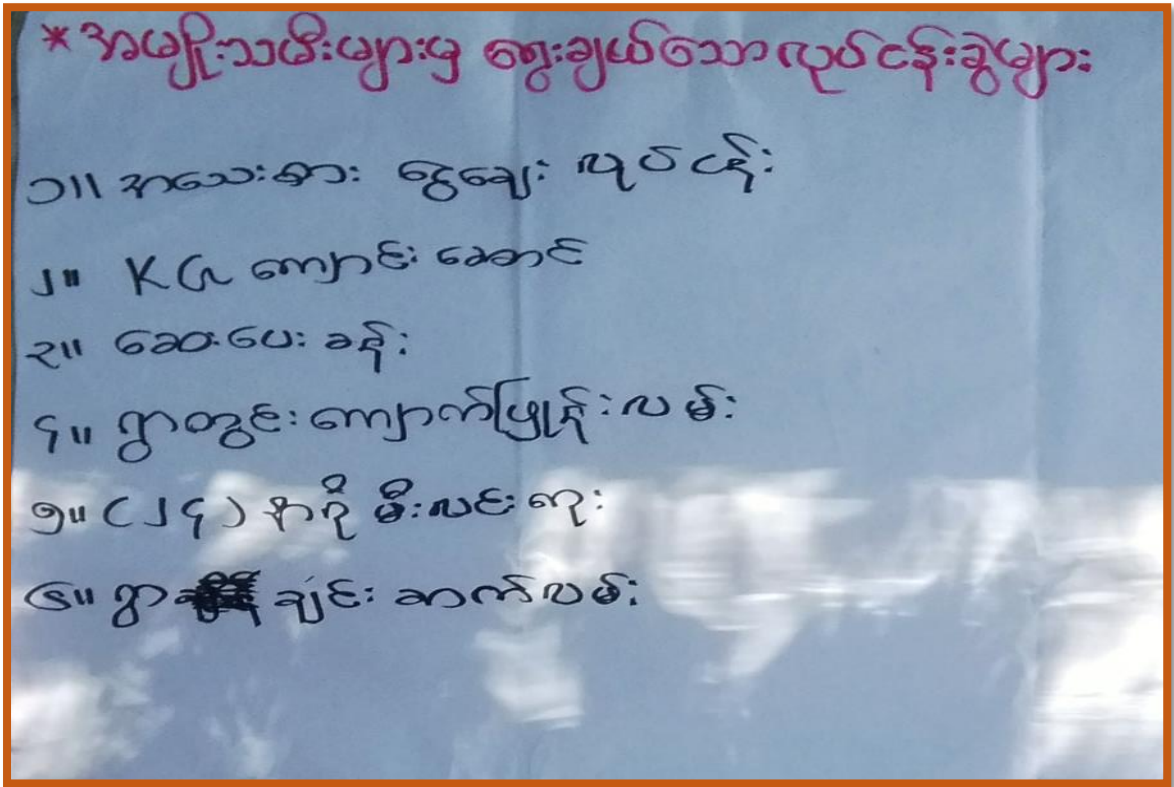 * အမျိုးသမီးများမှ ရွေးချယ်သောလုပ်ငန်းခွဲများ
၁။ အသေးစား ငွေချေး လုပ်ငန်း
၂။ KG ကျောင်း ဆောင်
၃။ ဆေးပေး ခန်း
၄။ ရွာတွင်း ကျောက်ဖြုန်းလမ်း
၅။ (၂၄) နာရီ မီးလင်းရေး
၆။ ရွာ ချင်း ဆက်လမ်း